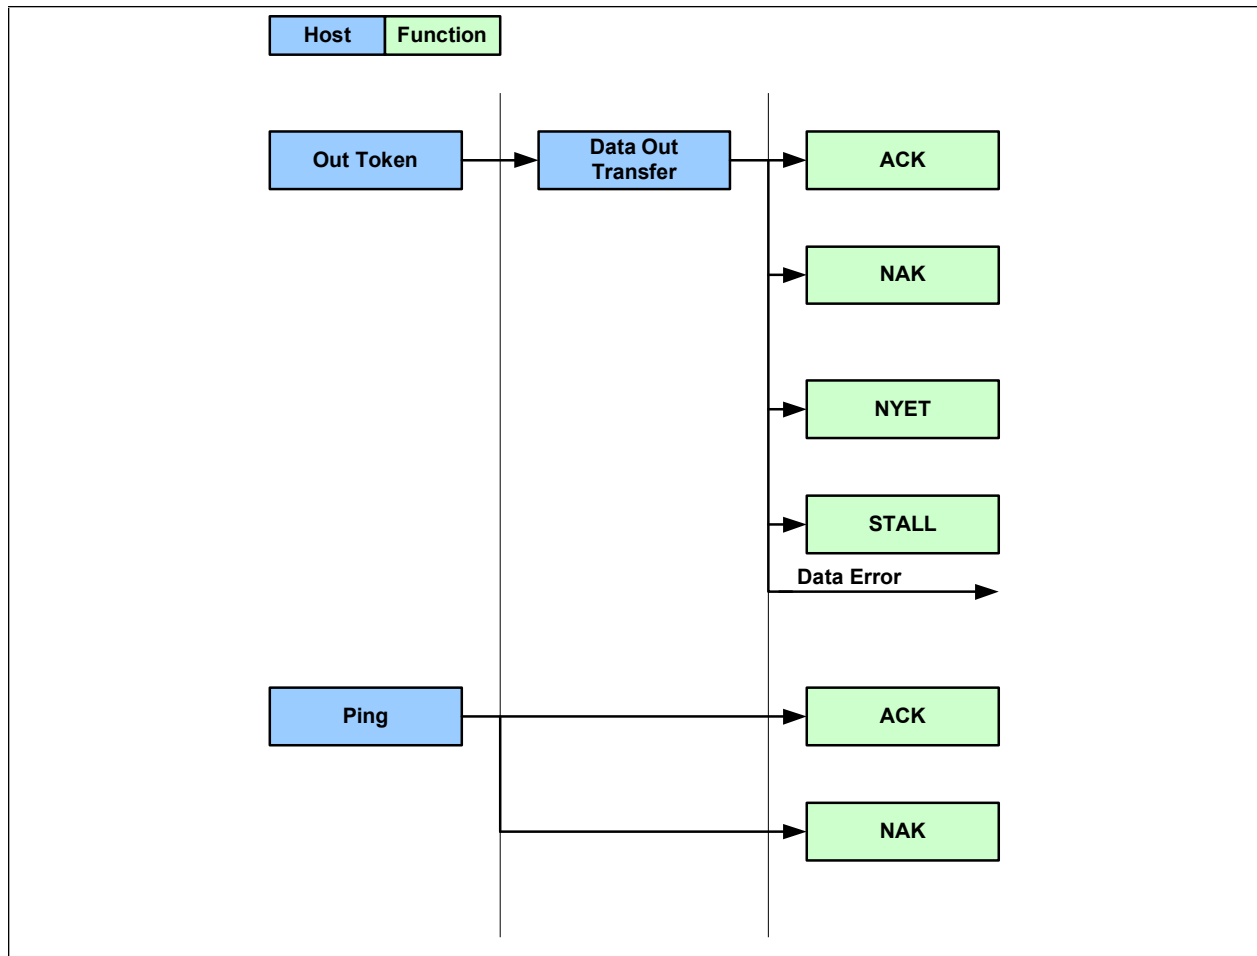 Host Function
Out Token
Data Out
Transfer
ACK
NAK
NYET
STALL
Data Error
Ping
ACK
NAK